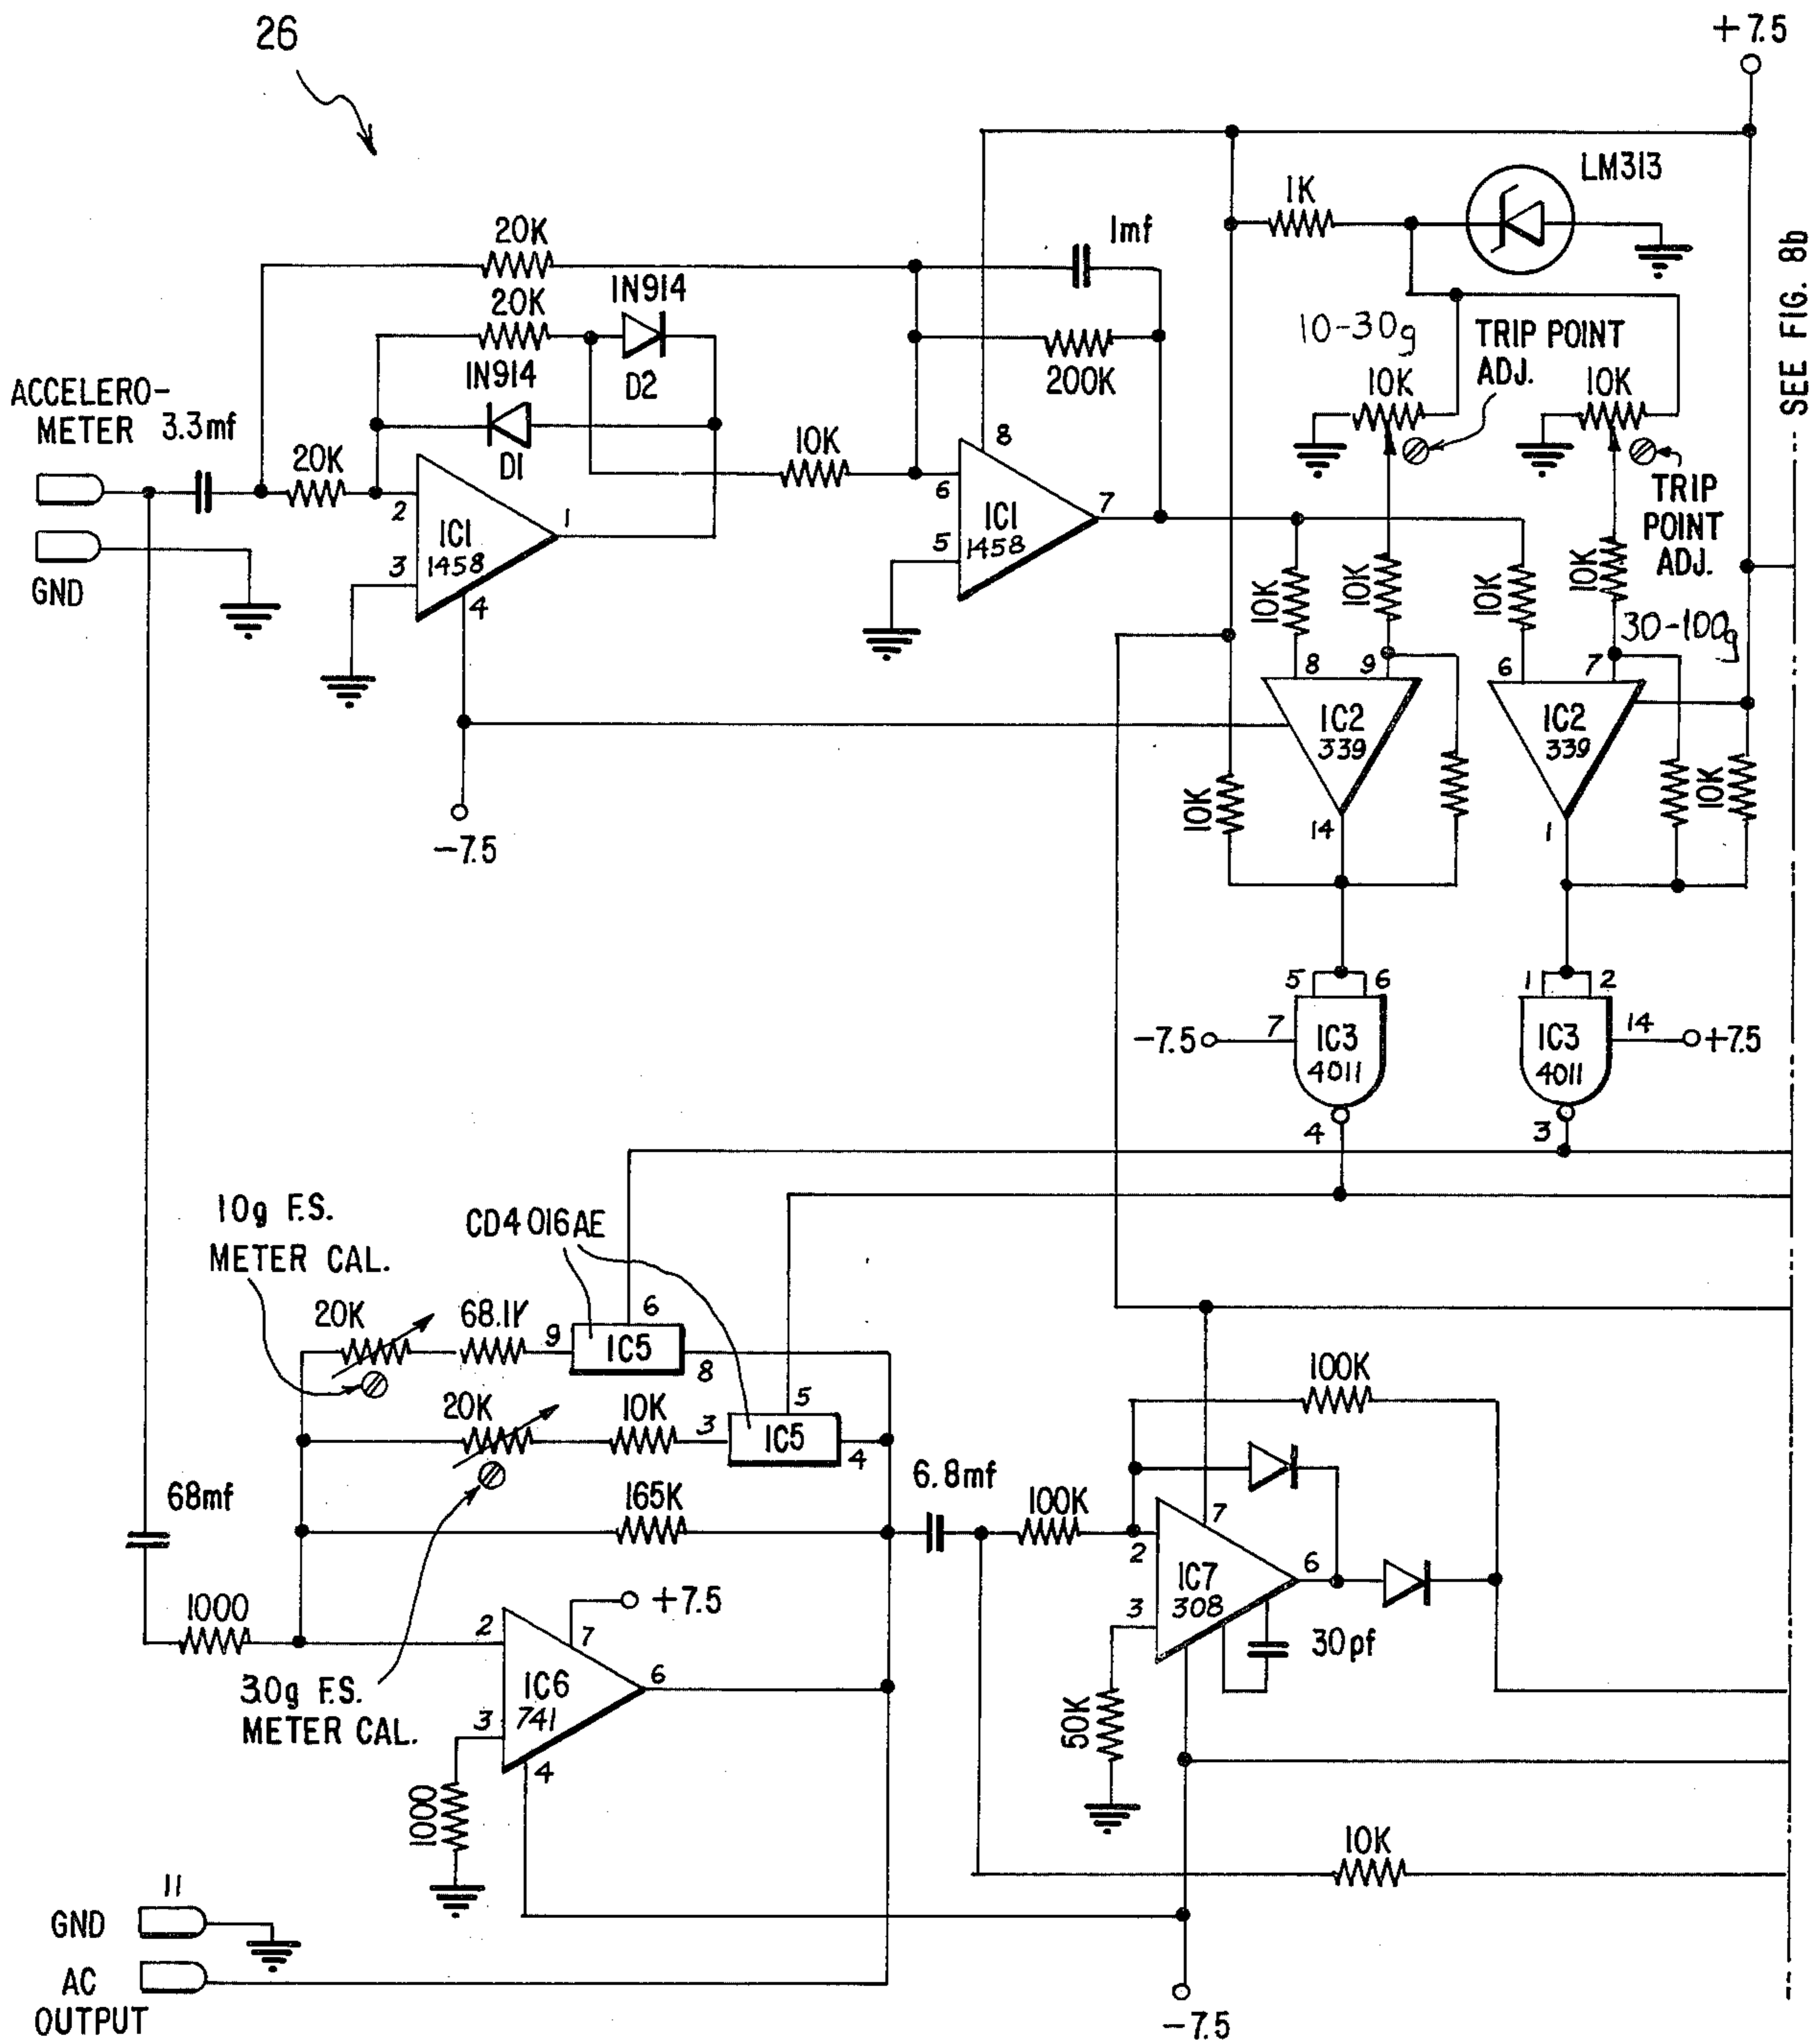 26
+7.5
LM313
1K
20K
1mf
SEE FIG. 8b
20K
1N914
10-30g
TRIP POINT
ADJ.
1N914
D2
200K
10K
10K
ACCELERO-
METER
3.3mf
D1
10K
20K
8
6
TRIP
POINT
ADJ.
2
1
7
IC1
1458
IC1
1458
5
3
GND
4
10K
10K
10K
10K
30-100g
8
9
6
7
IC2
339
IC2
339
10K
10K
-7.5
14
1
5
6
1
2
-7.5
7
IC3
4011
IC3
4011
14
+7.5
4
3
10g F.S.
METER CAL.
CD4016AE
6
20K
68.1K
9
IC5
8
5
100K
20K
10K
3
IC5
4
68mf
165K
6.8mf
100K
7
2
6
IC7
308
1000
+7.5
3
30pf
2
7
6
IC6
741
30g F.S.
METER CAL.
3
4
50K
1000
10K
11
GND
AC
OUTPUT
-7.5